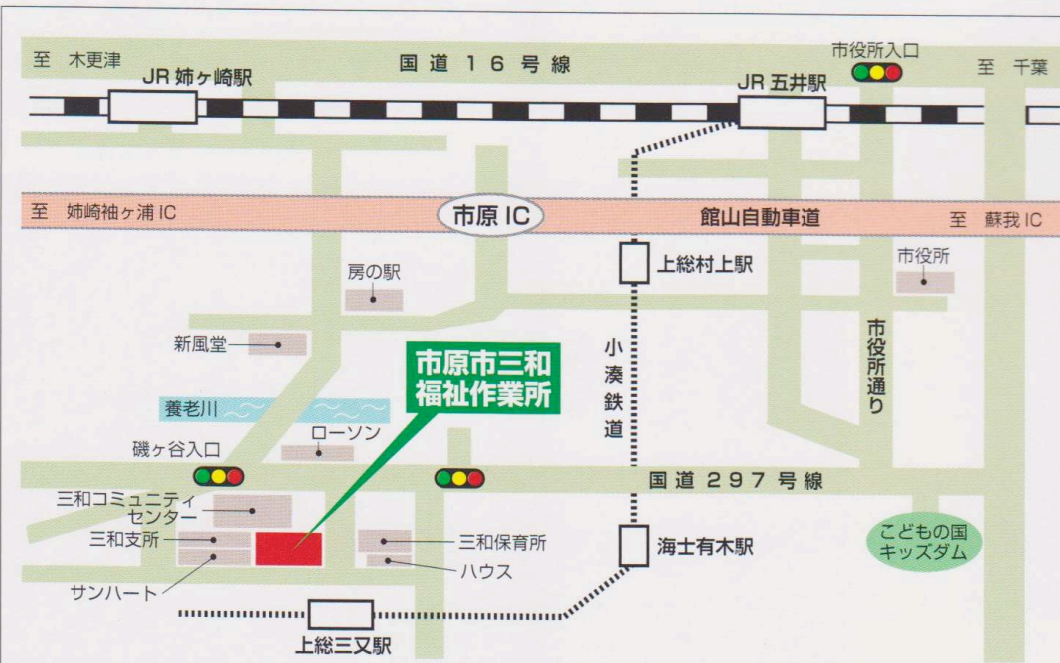 至 木更津
国道16号線
市役所入口
至 千葉
JR 姉ヶ崎駅
JR 五井駅
至 姉崎袖ヶ浦 IC
市原 IC
館山自動車道
至 蘇我 IC
上総村上駅
市役所
房の駅
新風堂
小湊鉄道
市役所通り
市原市三和
福祉作業所
養老川
ローソン
磯ヶ谷入口
国道297号線
三和コミュニティ
センター
三和支所
三和保育所
ハウス
サンハート
海士有木駅
こどもの国
キッズダム
上総三又駅